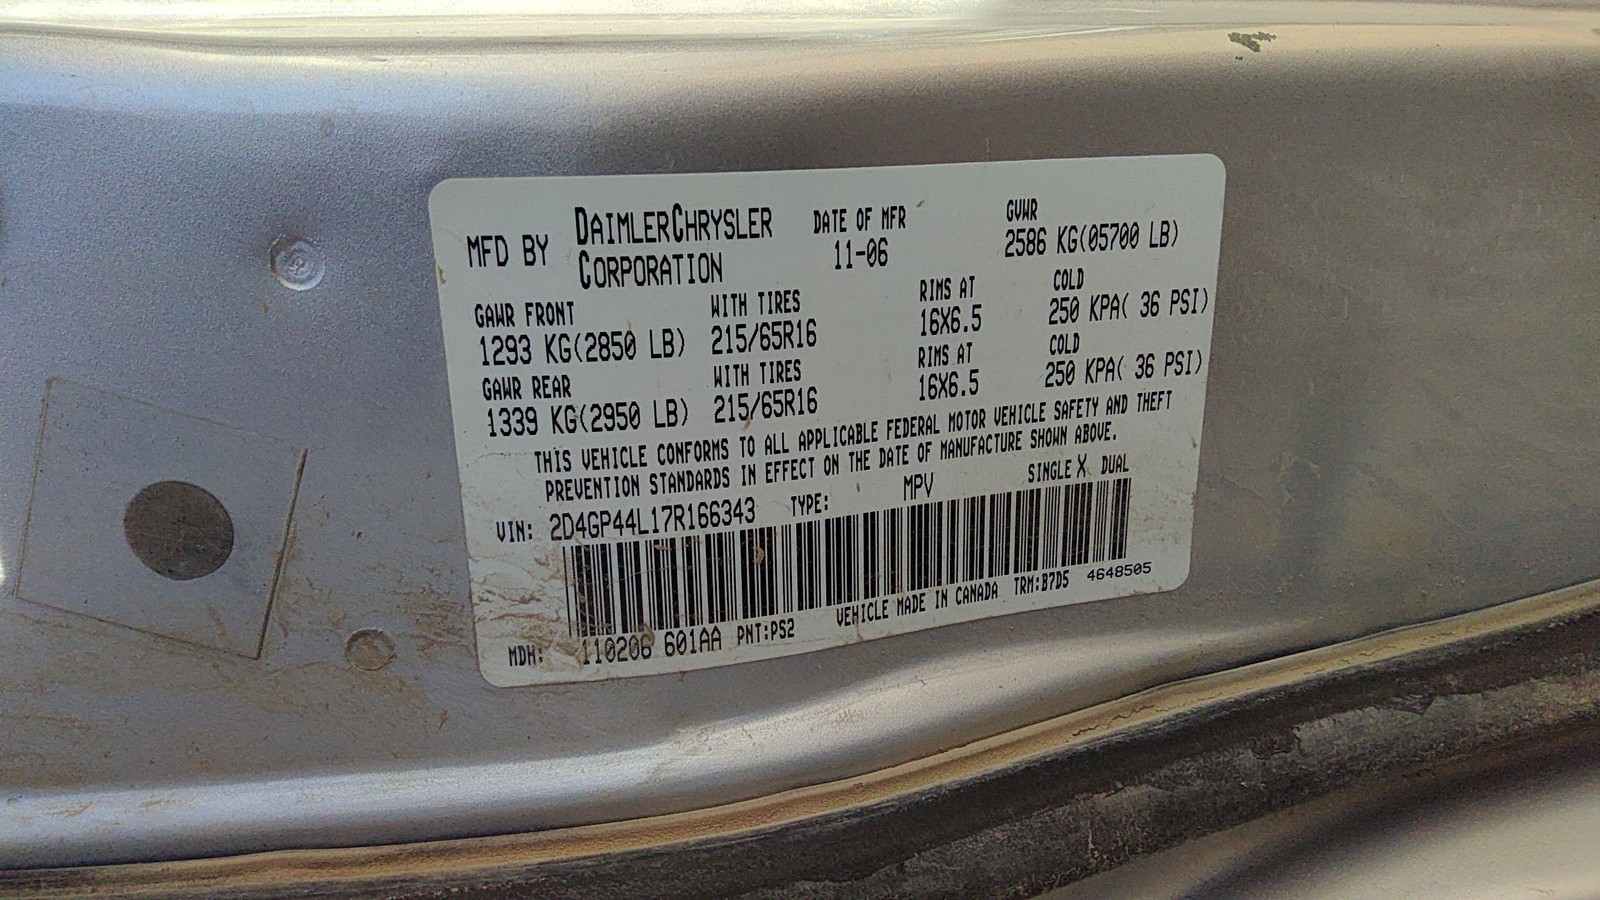 MFD BY DAIMLERCHRYSLER CORPORATION DATE OF MFR 11-06 GVWR 2586 KG(05700 LB)
GAWR FRONT WITH TIRES RIMS AT COLD
1293 KG(2850 LB) 215/65R16 16X6.5 250 KPA( 36 PSI)
GAWR REAR WITH TIRES RIMS AT COLD
1339 KG(2950 LB) 215/65R16 16X6.5 250 KPA( 36 PSI)
THIS VEHICLE CONFORMS TO ALL APPLICABLE FEDERAL MOTOR VEHICLE SAFETY AND THEFT
PREVENTION STANDARDS IN EFFECT ON THE DATE OF MANUFACTURE SHOWN ABOVE.
VIN: 2D4GP44L17R166343 TYPE: MPV SINGLE X DUAL
MDH: 110206 601AA PNT:PS2 VEHICLE MADE IN CANADA TRM:B7D5 4648505